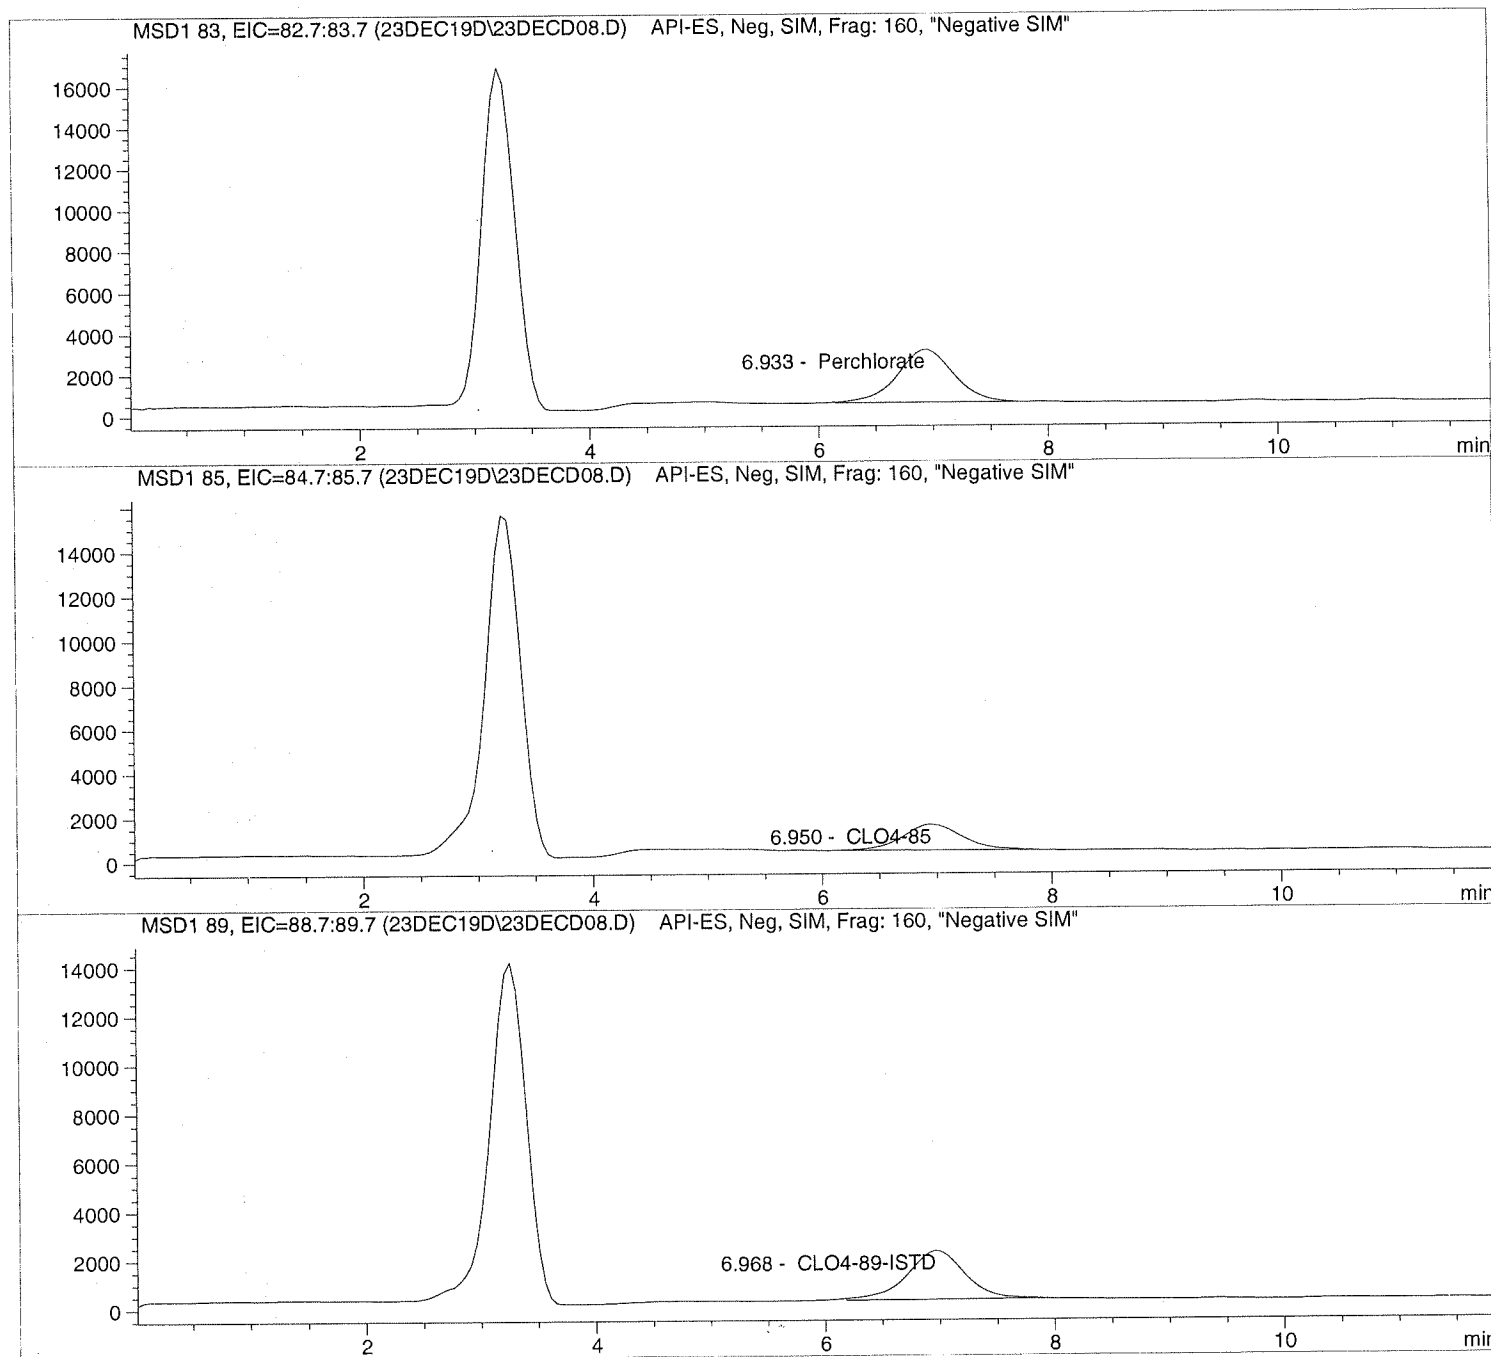 MSD1 83, EIC=82.7:83.7 (23DEC19D\23DECD08.D) API-ES, Neg, SIM, Frag: 160, "Negative SIM"
16000
14000
12000
10000
8000
6000
4000
2000
0
6.933 - Perchlorate
2 4 6 8 10 min
MSD1 85, EIC=84.7:85.7 (23DEC19D\23DECD08.D) API-ES, Neg, SIM, Frag: 160, "Negative SIM"
14000
12000
10000
8000
6000
4000
2000
0
6.950 - CLO4-85
2 4 6 8 10 min
MSD1 89, EIC=88.7:89.7 (23DEC19D\23DECD08.D) API-ES, Neg, SIM, Frag: 160, "Negative SIM"
14000
12000
10000
8000
6000
4000
2000
0
6.968 - CLO4-89-ISTD
2 4 6 8 10 min